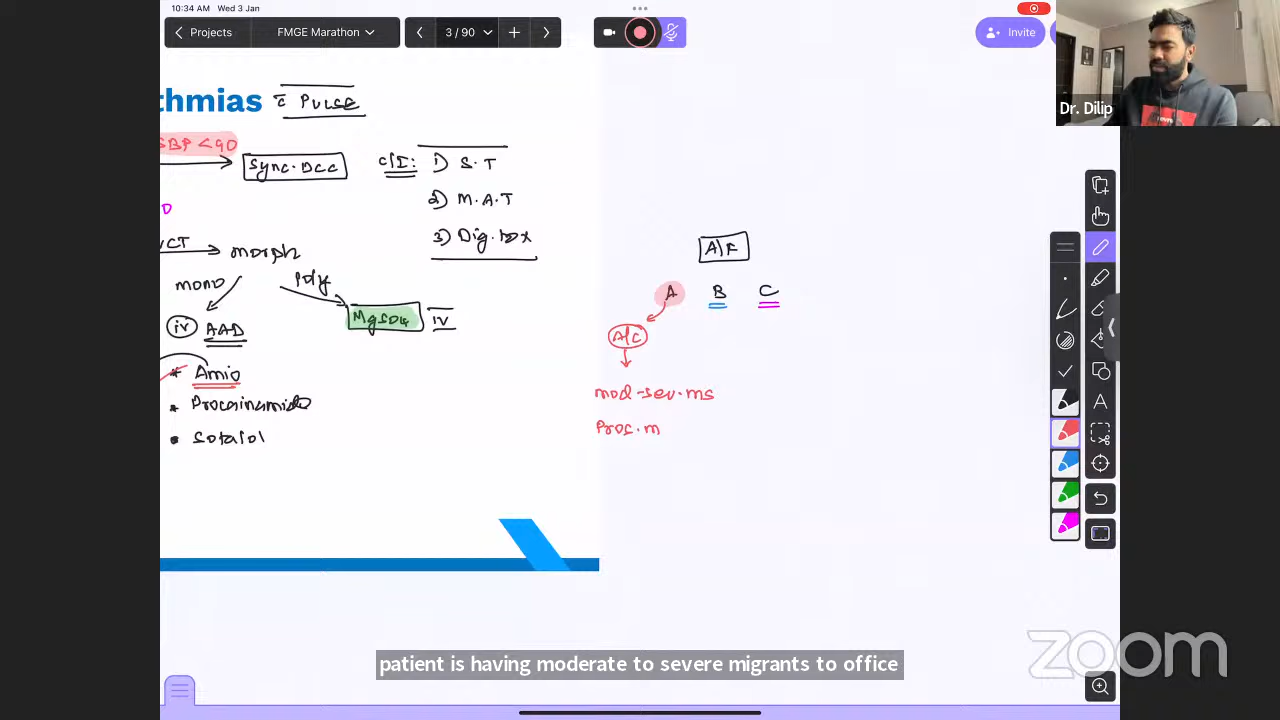 10:34 AM Wed 3 Jan
Projects
FMGE Marathon
3 / 90
Invite
Dr. Dilip
thmias c̄ Pulse
SBP <90
Sync. DCC
C/I: 1) S.T
2) M.A.T
3) Dig. tox
VCT
morph
mono
Poly
MgSO4 IV
iv AAD
* Amio
* Procainamide
* Sotalol
A/F
A B C
A/C
mod-sev. ms
Pros. m
patient is having moderate to severe migrants to office
zoom